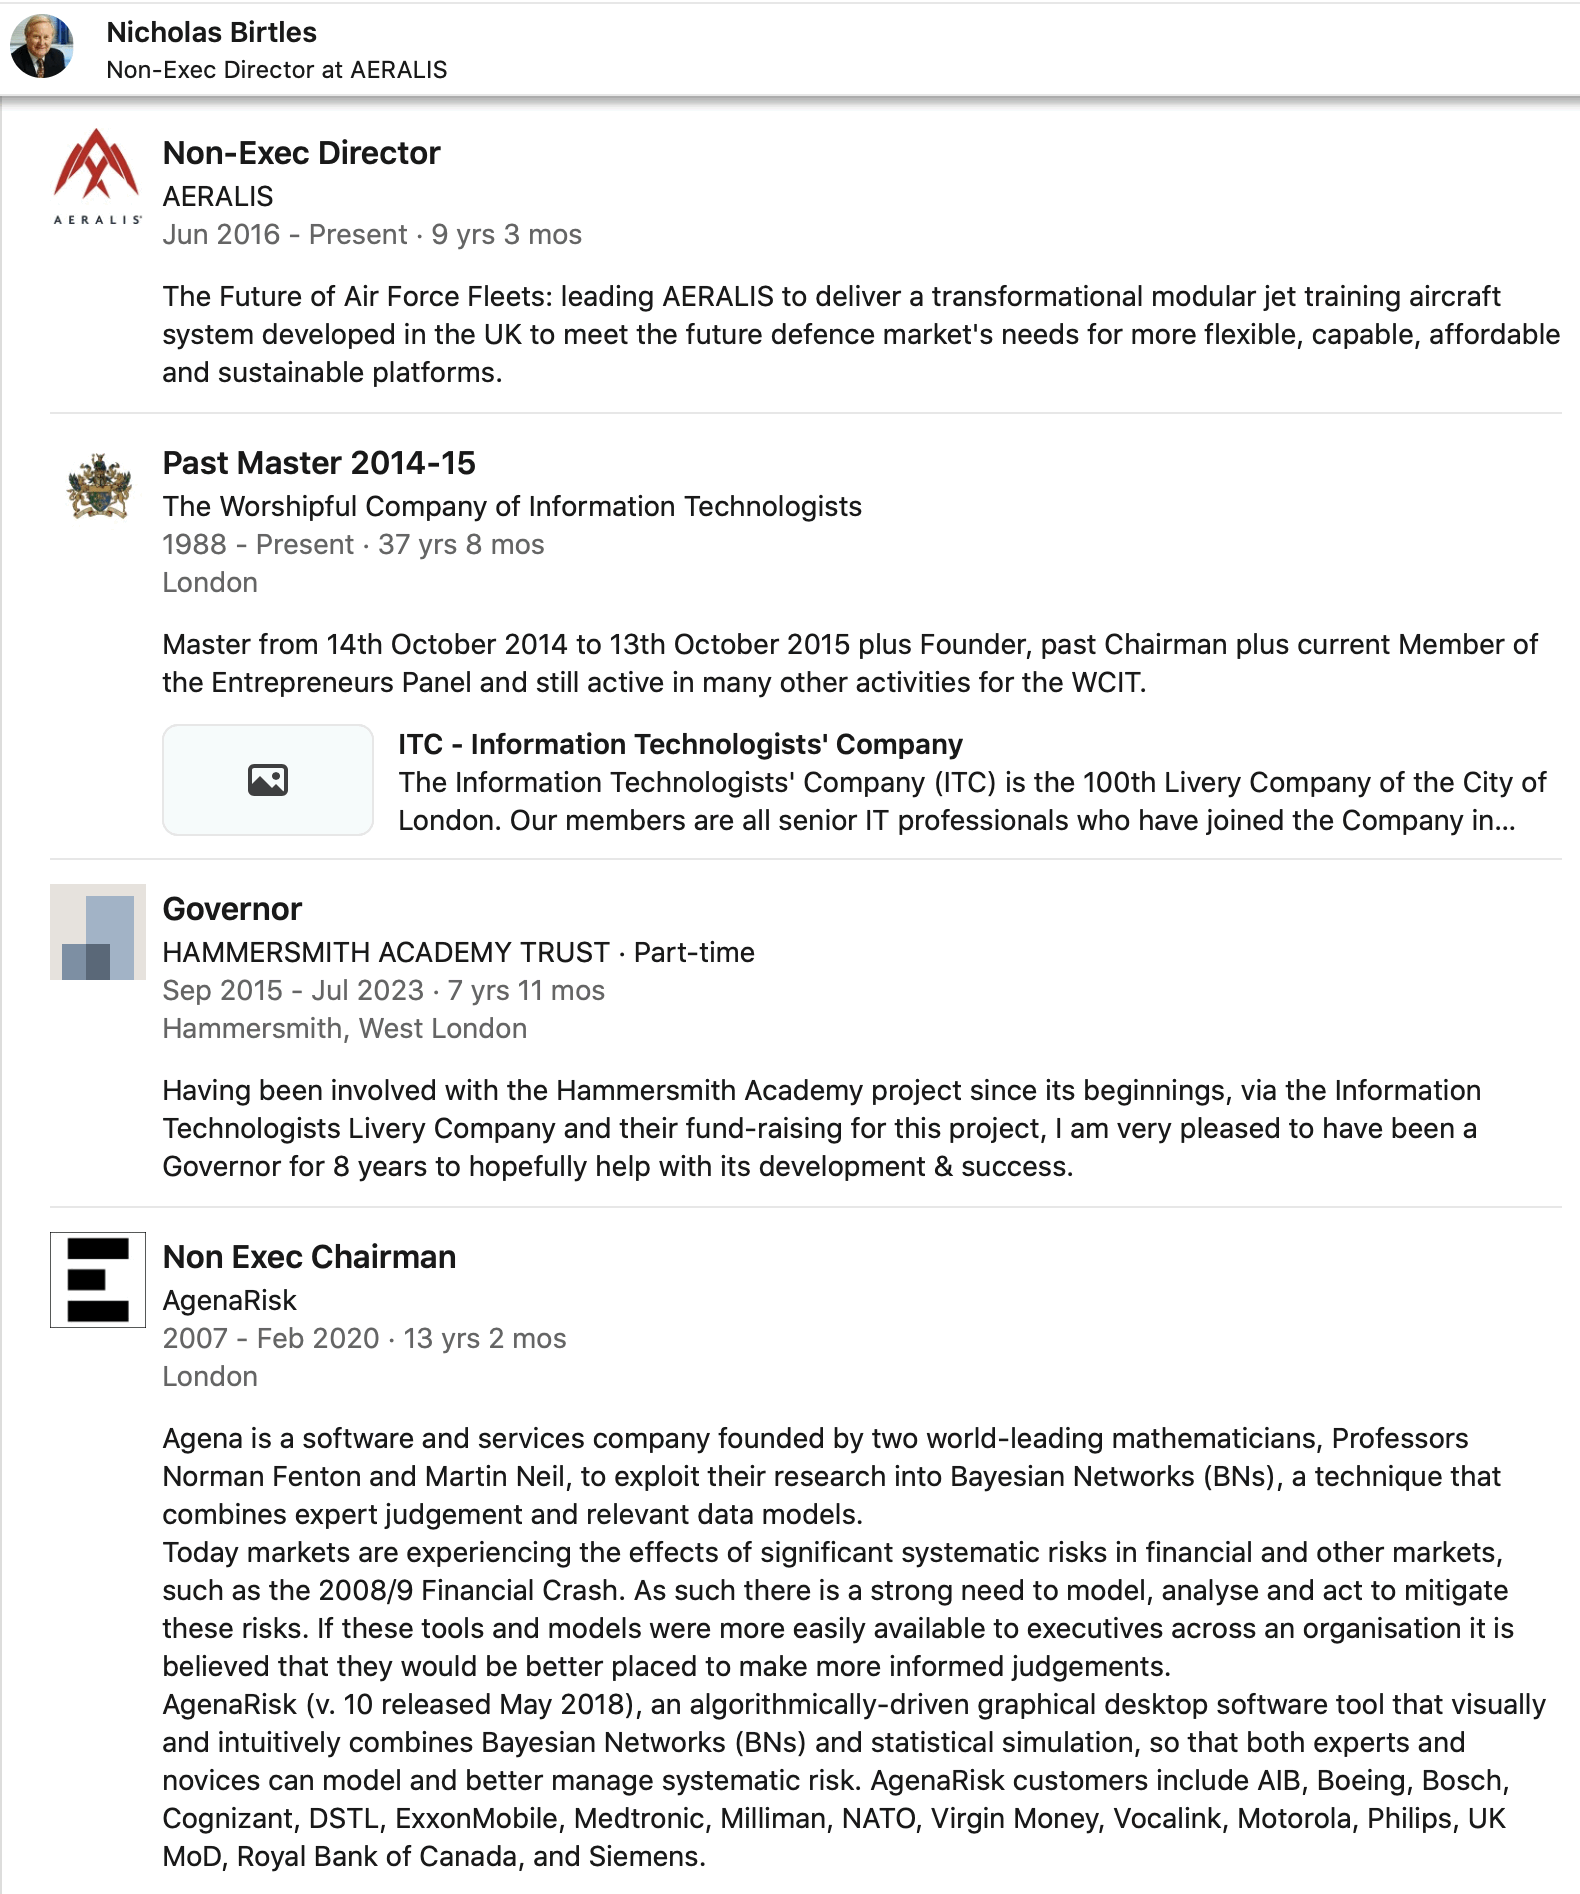 Nicholas Birtles
Non-Exec Director at AERALIS
Non-Exec Director
AERALIS
AERALIS
Jun 2016 - Present · 9 yrs 3 mos
The Future of Air Force Fleets: leading AERALIS to deliver a transformational modular jet training aircraft
system developed in the UK to meet the future defence market's needs for more flexible, capable, affordable
and sustainable platforms.
Past Master 2014-15
The Worshipful Company of Information Technologists
1988 - Present · 37 yrs 8 mos
London
Master from 14th October 2014 to 13th October 2015 plus Founder, past Chairman plus current Member of
the Entrepreneurs Panel and still active in many other activities for the WCIT.
ITC - Information Technologists' Company
The Information Technologists' Company (ITC) is the 100th Livery Company of the City of
London. Our members are all senior IT professionals who have joined the Company in...
Governor
HAMMERSMITH ACADEMY TRUST · Part-time
Sep 2015 - Jul 2023 · 7 yrs 11 mos
Hammersmith, West London
Having been involved with the Hammersmith Academy project since its beginnings, via the Information
Technologists Livery Company and their fund-raising for this project, I am very pleased to have been a
Governor for 8 years to hopefully help with its development & success.
Non Exec Chairman
AgenaRisk
2007 - Feb 2020 · 13 yrs 2 mos
London
Agena is a software and services company founded by two world-leading mathematicians, Professors
Norman Fenton and Martin Neil, to exploit their research into Bayesian Networks (BNs), a technique that
combines expert judgement and relevant data models.
Today markets are experiencing the effects of significant systematic risks in financial and other markets,
such as the 2008/9 Financial Crash. As such there is a strong need to model, analyse and act to mitigate
these risks. If these tools and models were more easily available to executives across an organisation it is
believed that they would be better placed to make more informed judgements.
AgenaRisk (v. 10 released May 2018), an algorithmically-driven graphical desktop software tool that visually
and intuitively combines Bayesian Networks (BNs) and statistical simulation, so that both experts and
novices can model and better manage systematic risk. AgenaRisk customers include AIB, Boeing, Bosch,
Cognizant, DSTL, ExxonMobile, Medtronic, Milliman, NATO, Virgin Money, Vocalink, Motorola, Philips, UK
MoD, Royal Bank of Canada, and Siemens.